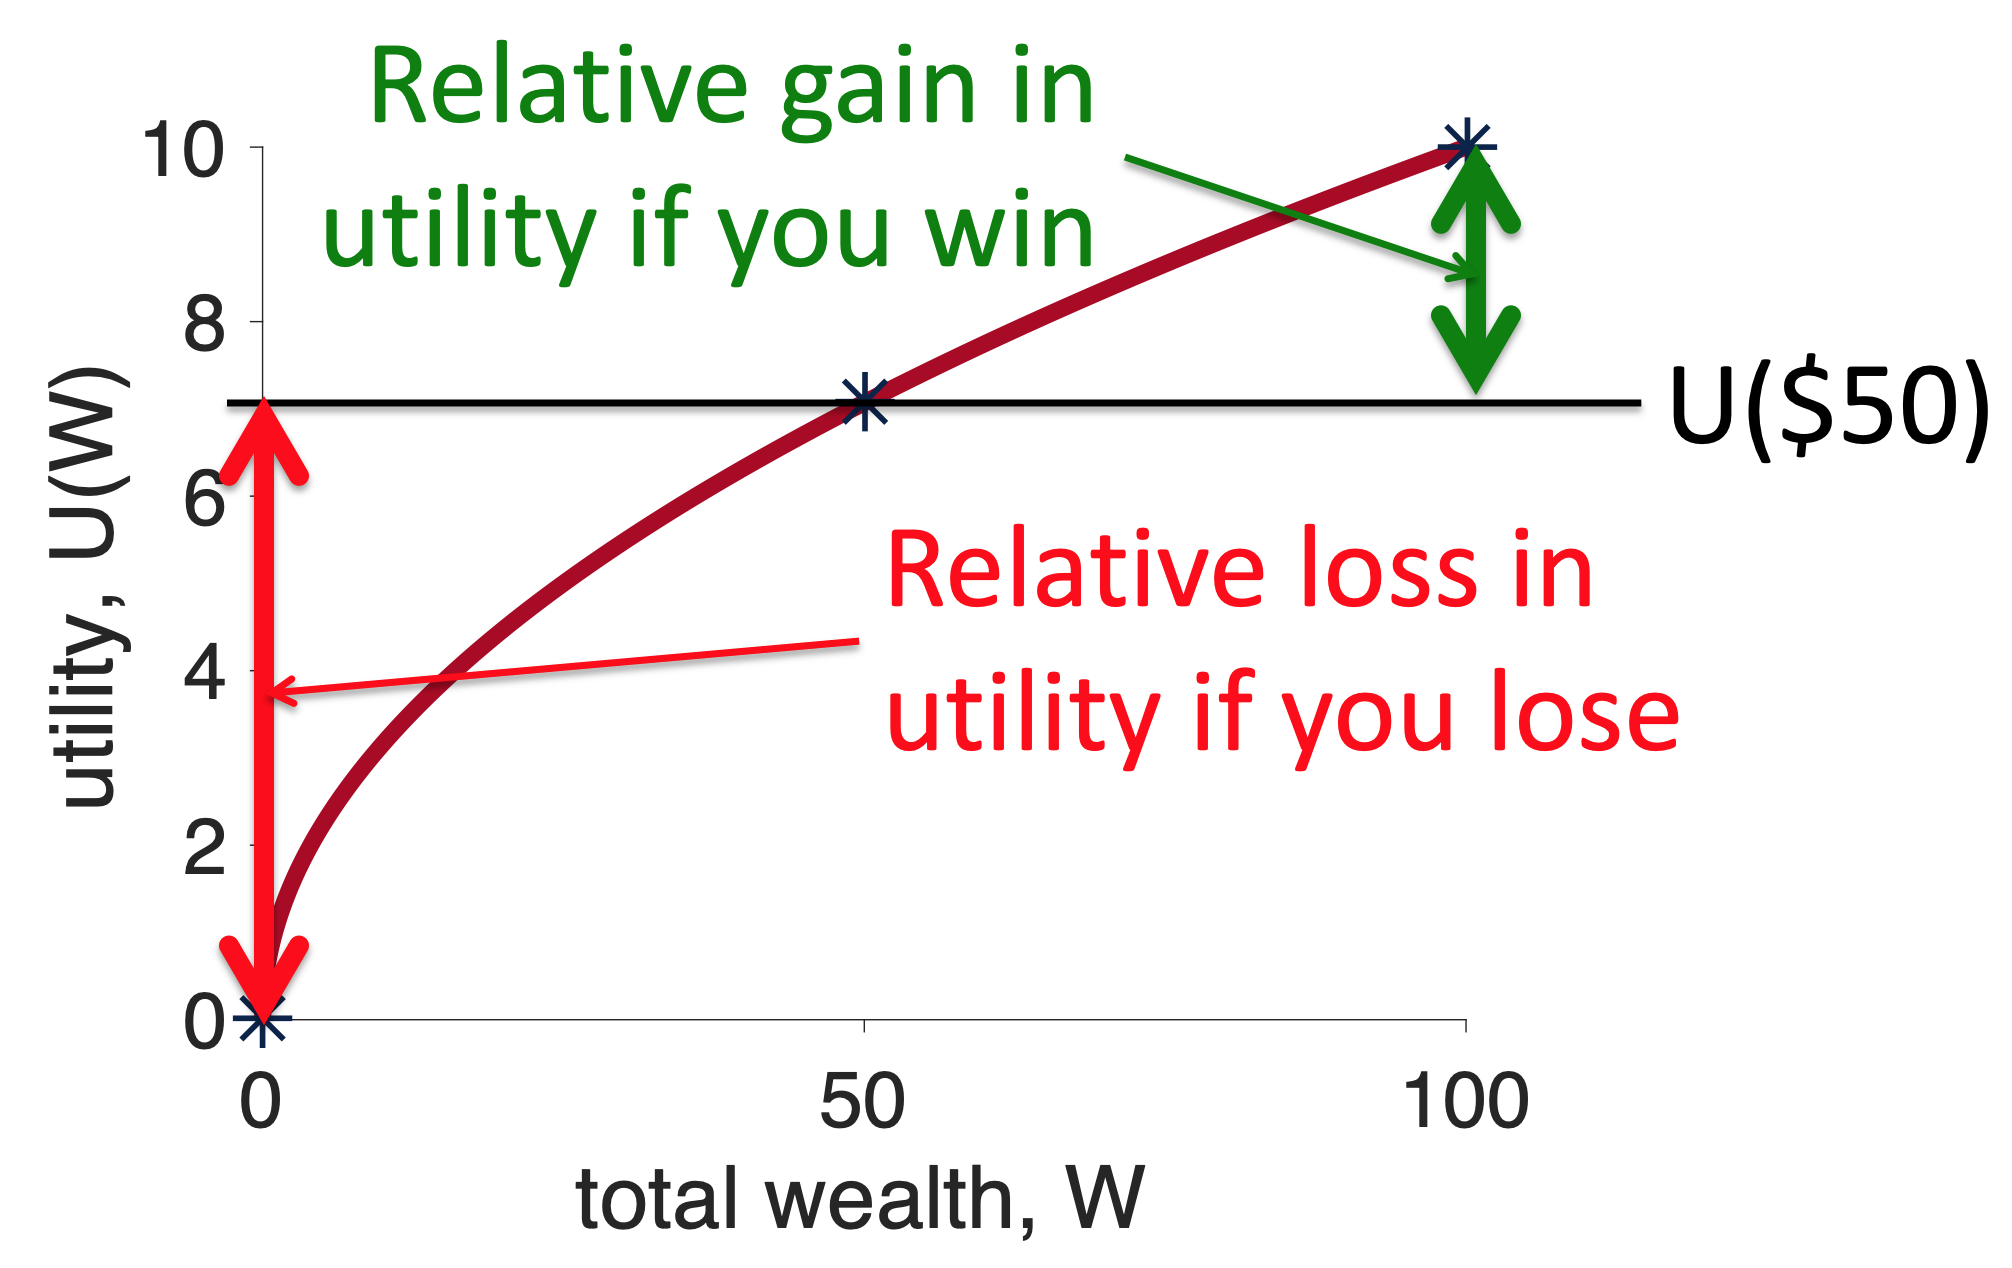 Relative gain in
utility if you win
10
8
6
4
2
0
utility, U(W)
U($50)
Relative loss in
utility if you lose
0
50
100
total wealth, W